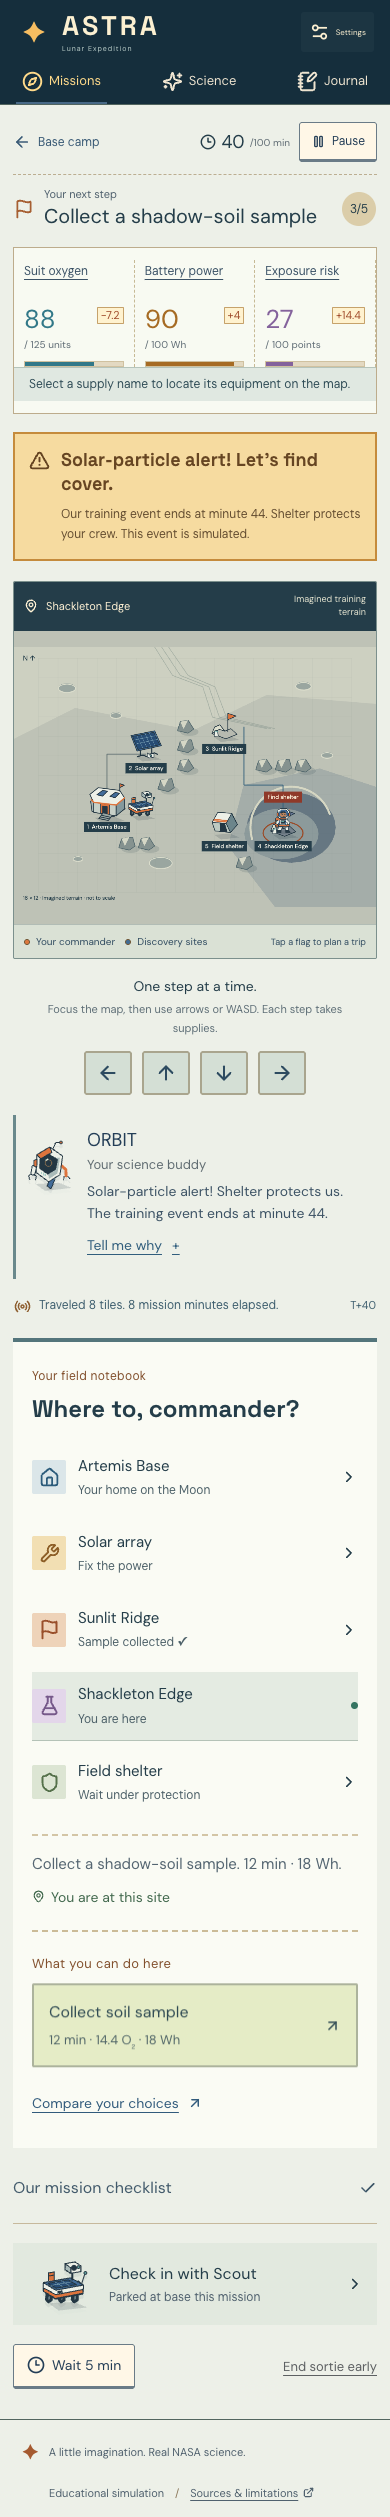 ASTRA
Lunar Expedition
Settings
Missions
Science
Journal
Base camp
40 /100 min
Pause
Your next step
Collect a shadow-soil sample
3/5
Suit oxygen
Battery power
Exposure risk
88
-7.2
90
+4
27
+14.4
/ 125 units
/ 100 Wh
/ 100 points
Select a supply name to locate its equipment on the map.
Solar-particle alert! Let's find
cover.
Our training event ends at minute 44. Shelter protects
your crew. This event is simulated.
Shackleton Edge
Imagined training
terrain
N ↑
3 Sunlit Ridge
2 Solar array
Find shelter
1 Artemis Base
5 Field shelter
4 Shackleton Edge
16 × 12 · Imagined terrain · not to scale
Your commander
Discovery sites
Tap a flag to plan a trip
One step at a time.
Focus the map, then use arrows or WASD. Each step takes
supplies.
ORBIT
Your science buddy
Solar-particle alert! Shelter protects us.
The training event ends at minute 44.
Tell me why +
Traveled 8 tiles. 8 mission minutes elapsed.
T+40
Your field notebook
Where to, commander?
Artemis Base
Your home on the Moon
Solar array
Fix the power
Sunlit Ridge
Sample collected ✓
Shackleton Edge
You are here
Field shelter
Wait under protection
Collect a shadow-soil sample. 12 min · 18 Wh.
You are at this site
What you can do here
Collect soil sample
12 min · 14.4 O₂ · 18 Wh
Compare your choices
Our mission checklist
Check in with Scout
Parked at base this mission
Wait 5 min
End sortie early
A little imagination. Real NASA science.
Educational simulation / Sources & limitations